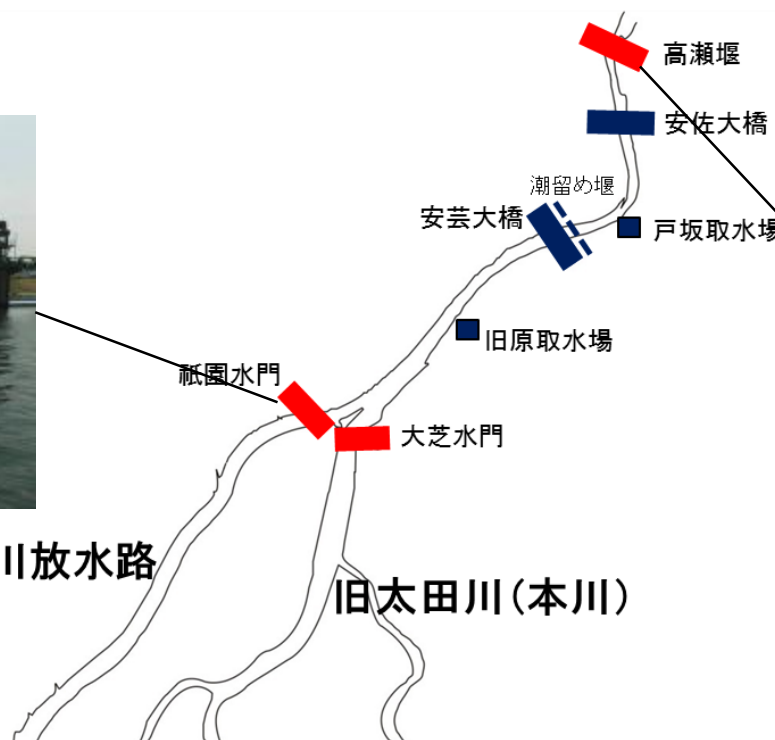 高瀬堰
安佐大橋
潮留め堰
安芸大橋
戸坂取水場
旧原取水場
祇園水門
大芝水門
川放水路
旧太田川(本川)